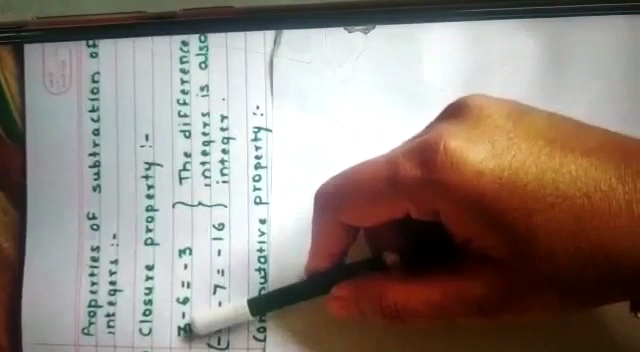 Properties of subtraction of
integers :-
Closure property :-
3 - 6 = - 3 } The difference
(- - 7 = - 16 } integers is also
integer.
property :-